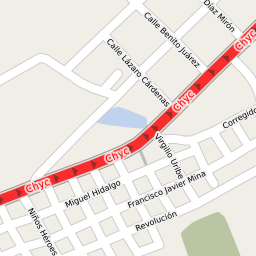 Díaz Mirón
Calle Benito Juárez
Calle Lázaro Cárdenas
Chyc
Chyc
Corregido
Chyc
Virgilio Uribe
Chyc
Miguel Hidalgo
Francisco Javier Mina
Niños Héroes
Revolución